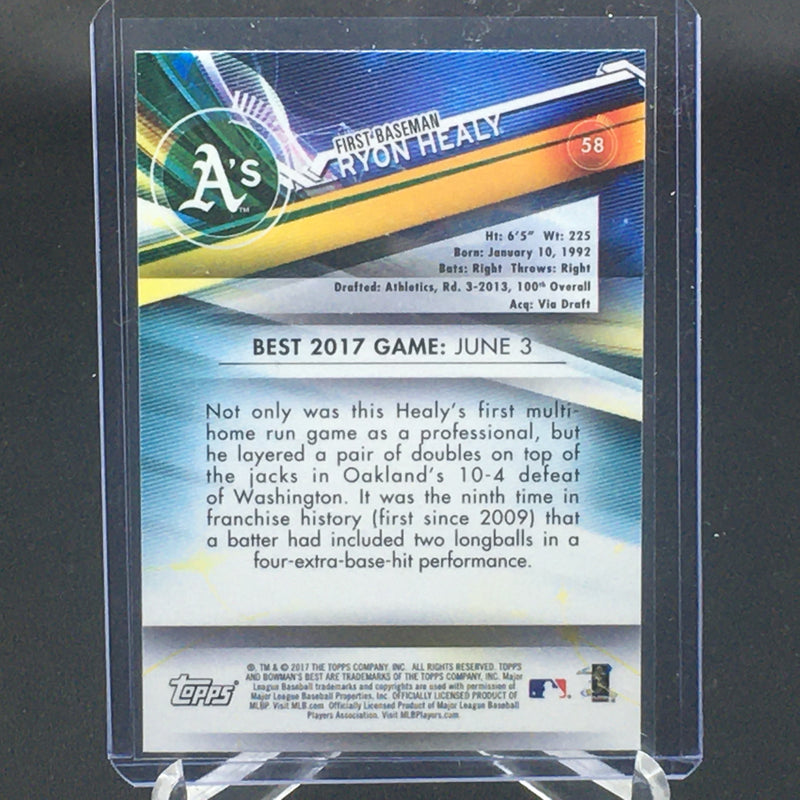 A's
TM
FIRST BASEMAN
RYON HEALY
58
Ht: 6'5" Wt: 225
Born: January 10, 1992
Bats: Right Throws: Right
Drafted: Athletics, Rd. 3-2013, 100th Overall
Acq: Via Draft
BEST 2017 GAME: JUNE 3
Not only was this Healy's first multi-
home run game as a professional, but
he layered a pair of doubles on top of
the jacks in Oakland's 10-4 defeat
of Washington. It was the ninth time in
franchise history (first since 2009) that
a batter had included two longballs in a
four-extra-base-hit performance.
®, TM & © 2017 THE TOPPS COMPANY, INC. ALL RIGHTS RESERVED. TOPPS
AND BOWMAN'S BEST ARE TRADEMARKS OF THE TOPPS COMPANY, INC. Major
League Baseball trademarks and copyrights are used with permission of
Major League Baseball Properties, Inc. OFFICIALLY LICENSED PRODUCT OF
MLBP. Visit MLB.com Officially Licensed Product of Major League Baseball
Players Association. Visit MLBPlayers.com
Topps